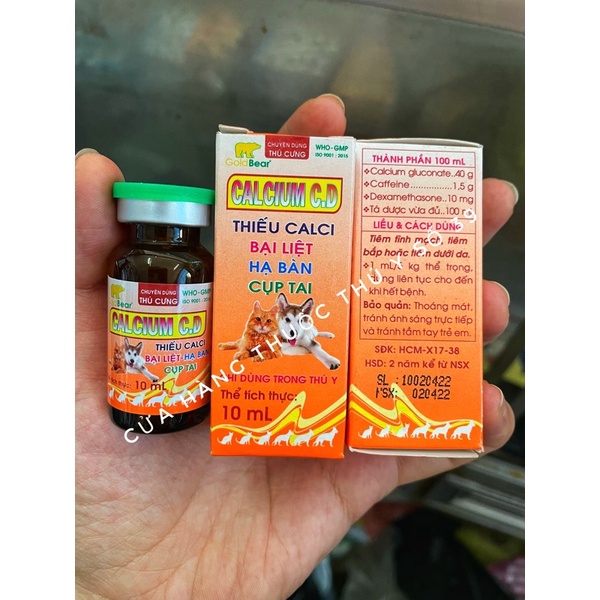 CHUYÊN DÙNG
THÚ CƯNG
WHO-GMP
Bear
CALCIUM C.D
THIẾU CALCI
BẠI LIỆT-HẠ BÀN
CỤP TAI
tích thực: 10 mL
CHUYÊN DÙNG
THÚ CƯNG
WHO-GMP
ISO 9001 : 2015
GoldBear
CALCIUM C.D
THIẾU CALCI
BẠI LIỆT
HẠ BÀN
CỤP TAI
CHỈ DÙNG TRONG THÚ Y
Thể tích thực:
10 mL
THÀNH PHẦN 100 mL
Calcium gluconate..40 g
Caffeine...............1,5 g
Dexamethasone..10 mg
Tá dược vừa đủ..100 mL
LIỀU & CÁCH DÙNG
Tiêm tĩnh mạch, tiêm
bắp hoặc tiêm dưới da.
kg thể trọng,
liên tục cho đến
khi hết bệnh.
Bảo quản: Thoáng mát,
tránh ánh sáng trực tiếp
và tránh tầm tay trẻ em.
SĐK: HCM-X17-38
HSD: 2 năm kể từ NSX
SL : 10020422
NSX: 020422
CỬA HÀNG THUỐC THÚ Y SỐ